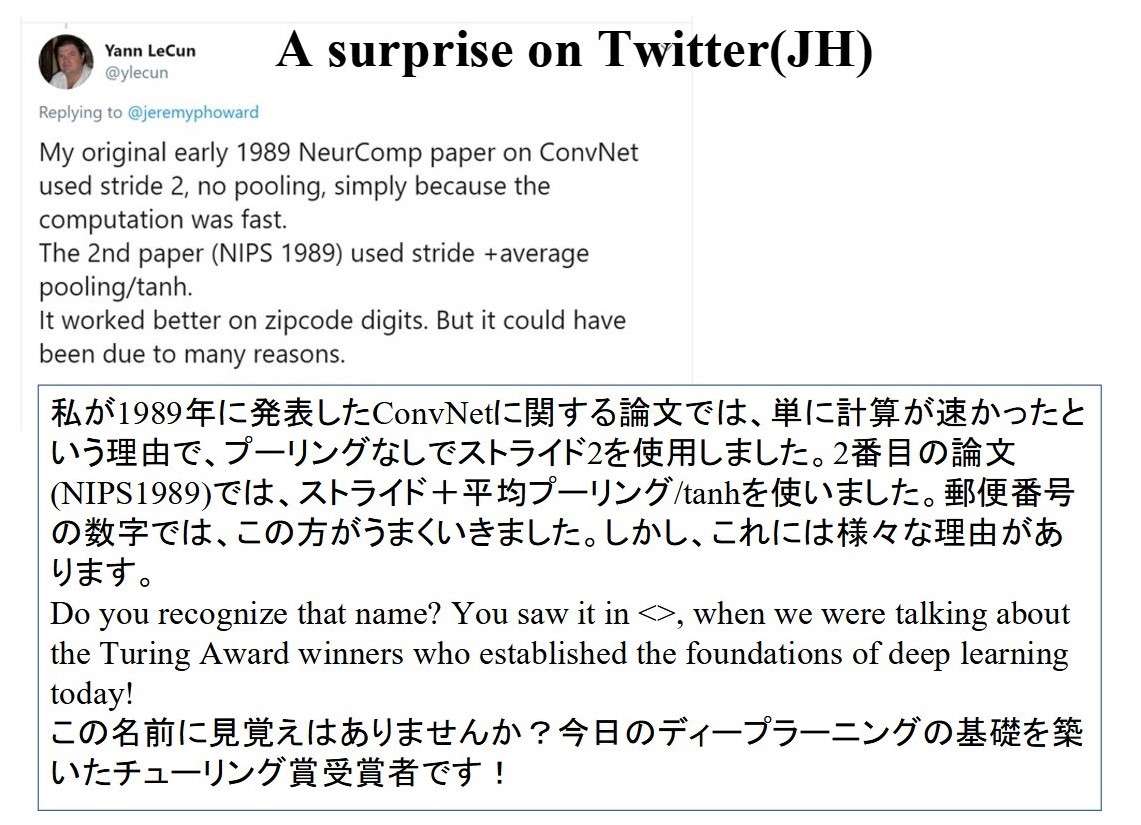 A surprise on Twitter(JH)
Yann LeCun
@ylecun
Replying to @jeremyphoward
My original early 1989 NeurComp paper on ConvNet
used stride 2, no pooling, simply because the
computation was fast.
The 2nd paper (NIPS 1989) used stride +average
pooling/tanh.
It worked better on zipcode digits. But it could have
been due to many reasons.
私が1989年に発表したConvNetに関する論文では、単に計算が速かったと
いう理由で、プーリングなしでストライド2を使用しました。2番目の論文
(NIPS1989)では、ストライド＋平均プーリング/tanhを使いました。郵便番号
の数字では、この方がうまくいきました。しかし、これには様々な理由があ
ります。
Do you recognize that name? You saw it in <>, when we were talking about
the Turing Award winners who established the foundations of deep learning
today!
この名前に見覚えはありませんか？今日のディープラーニングの基礎を築
いたチューリング賞受賞者です！